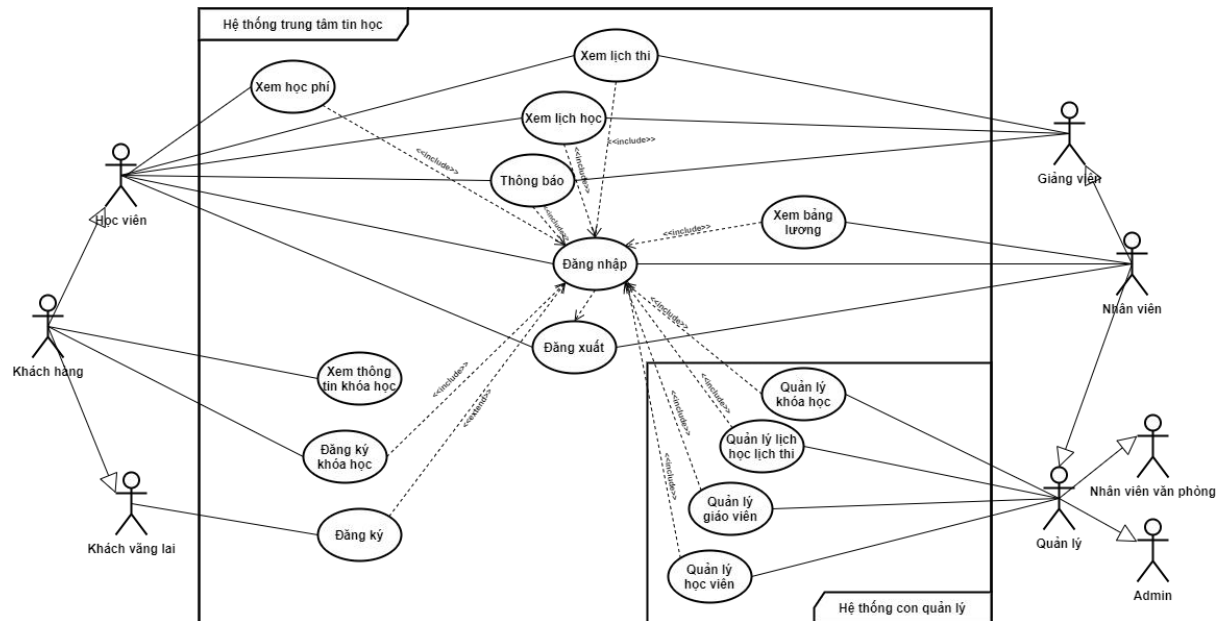 Hệ thống trung tâm tin học
Xem lịch thi
Xem học phí
Xem lịch học
<<include>>
<<include>>
<<include>>
Thông báo
Học viên
Giảng viên
<<include>>
Xem bảng
lương
<<include>>
Đăng nhập
Nhân viên
<<include>>
Đăng xuất
Khách hàng
Xem thông
tin khóa học
<<include>>
<<extend>>
<<include>>
<<include>>
<<include>>
Quản lý
khóa học
Đăng ký
khóa học
Quản lý lịch
học lịch thi
Nhân viên văn phòng
Quản lý
giáo viên
Khách vãng lai
Đăng ký
Quản lý
Quản lý
học viên
Admin
Hệ thống con quản lý